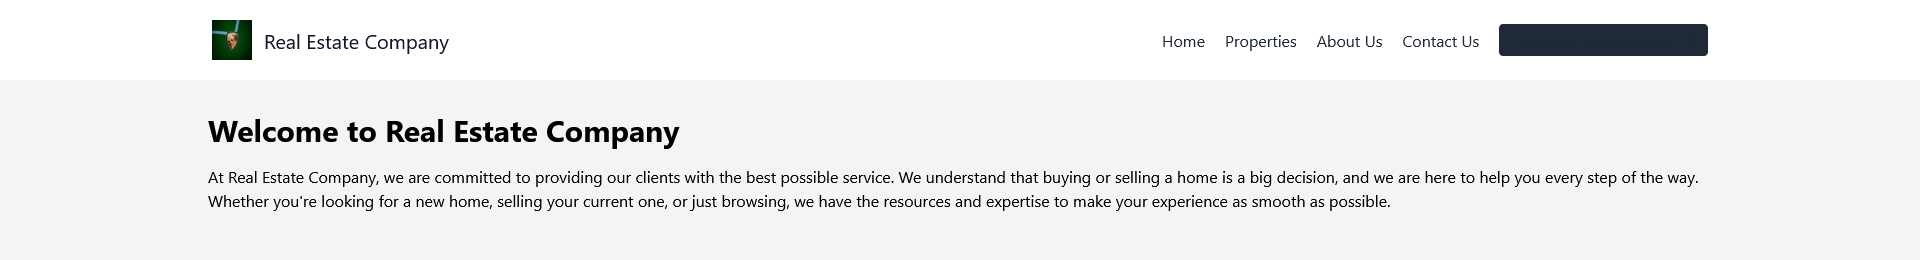 Real Estate Company
Home
Properties
About Us
Contact Us
Welcome to Real Estate Company
At Real Estate Company, we are committed to providing our clients with the best possible service. We understand that buying or selling a home is a big decision, and we are here to help you every step of the way.
Whether you're looking for a new home, selling your current one, or just browsing, we have the resources and expertise to make your experience as smooth as possible.